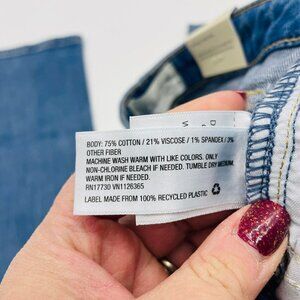 BODY: 75% COTTON / 21% VISCOSE / 1% SPANDEX / 3%
OTHER FIBER
MACHINE WASH WARM WITH LIKE COLORS. ONLY
NON-CHLORINE BLEACH IF NEEDED. TUMBLE DRY MEDIUM.
WARM IRON IF NEEDED.
RN17730 VN1126365
LABEL MADE FROM 100% RECYCLED PLASTIC